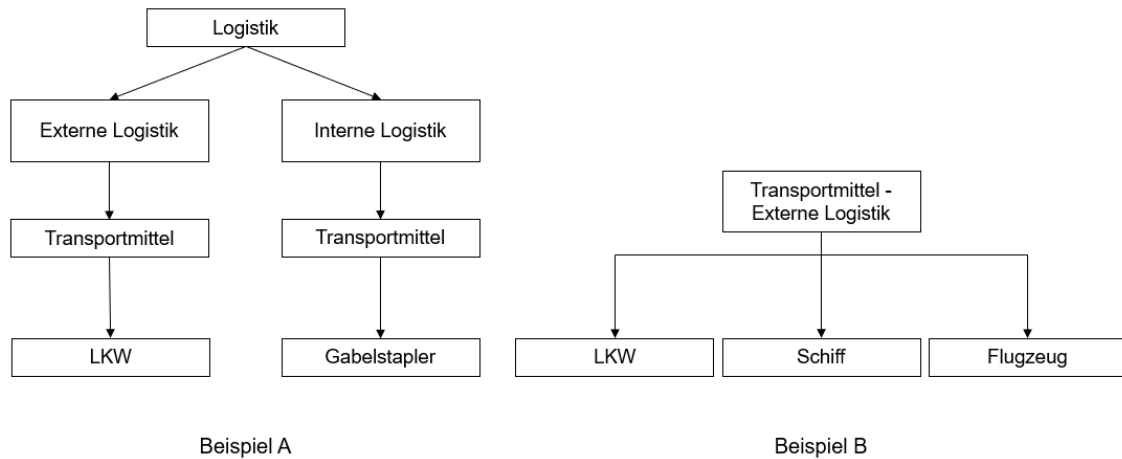 Logistik
Externe Logistik
Interne Logistik
Transportmittel
Transportmittel
LKW
Gabelstapler
Beispiel A
Transportmittel -
Externe Logistik
LKW
Schiff
Flugzeug
Beispiel B